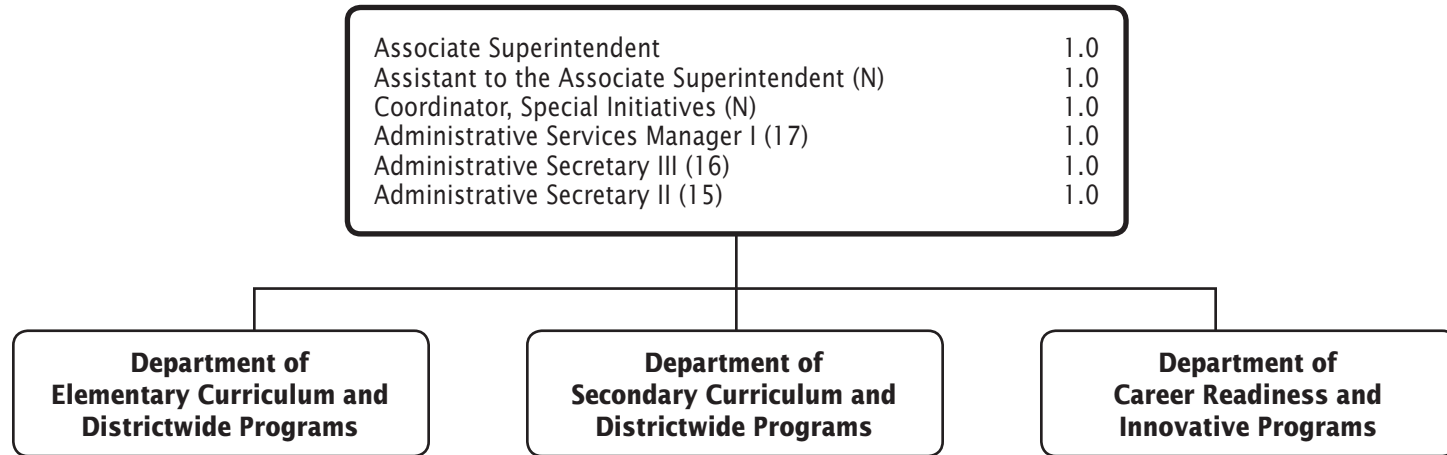 Associate Superintendent 1.0
Assistant to the Associate Superintendent (N) 1.0
Coordinator, Special Initiatives (N) 1.0
Administrative Services Manager I (17) 1.0
Administrative Secretary III (16) 1.0
Administrative Secretary II (15) 1.0
Department of
Elementary Curriculum and
Districtwide Programs
Department of
Secondary Curriculum and
Districtwide Programs
Department of
Career Readiness and
Innovative Programs